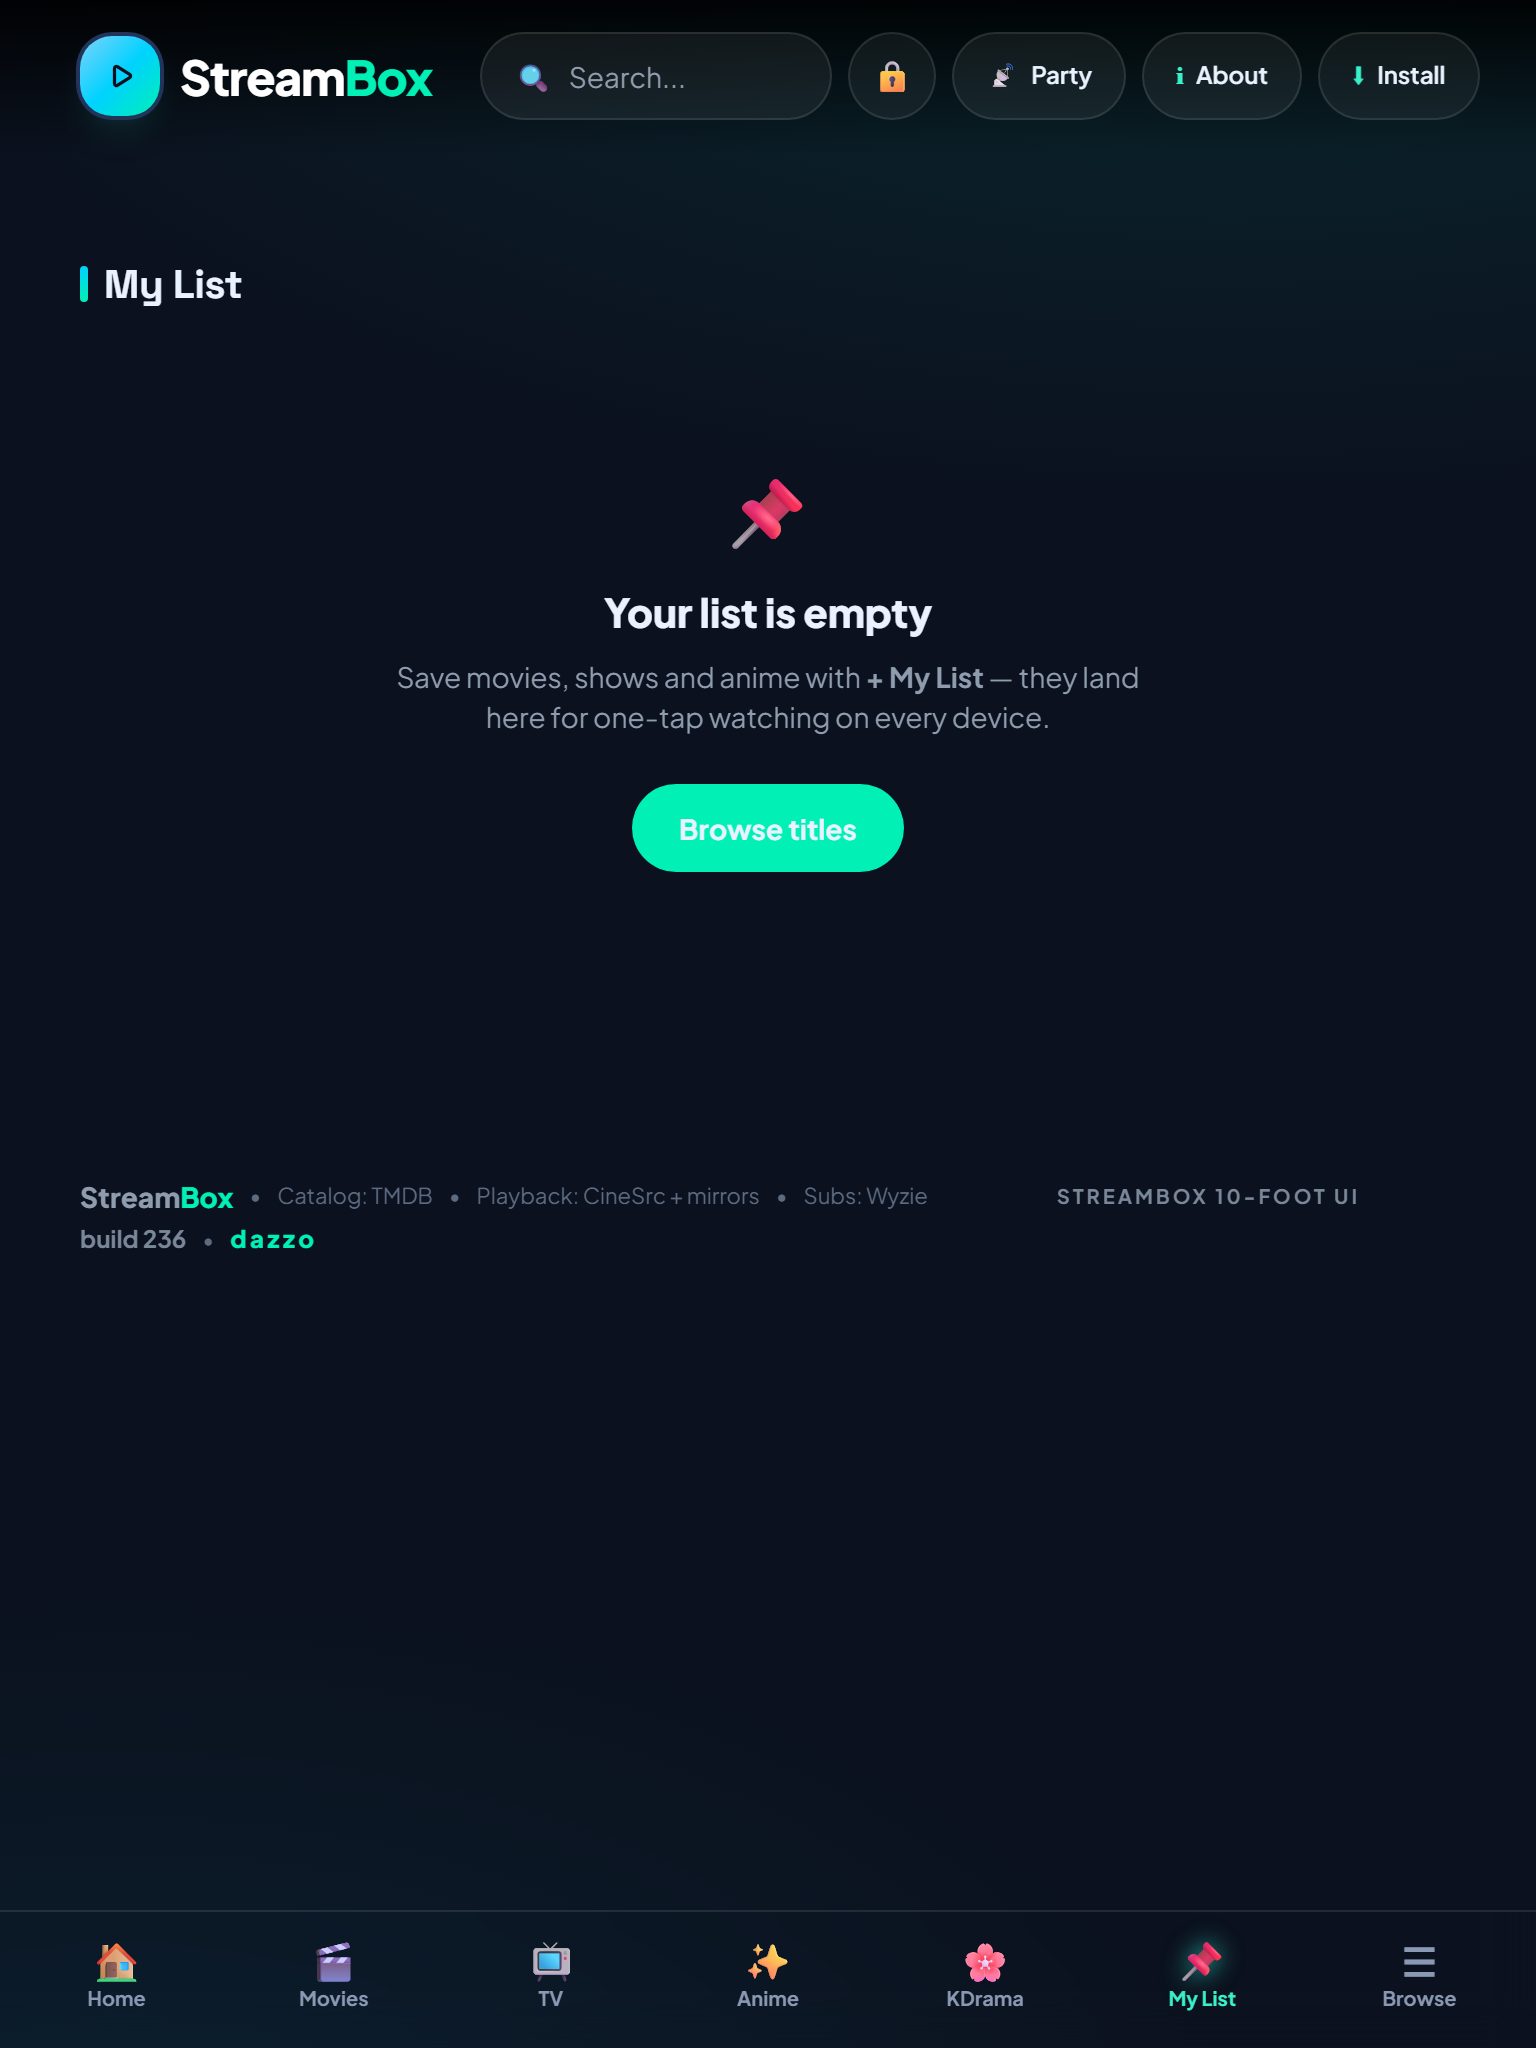 StreamBox
Search...
Party
i About
Install
My List
Your list is empty
Save movies, shows and anime with + My List — they land
here for one-tap watching on every device.
Browse titles
StreamBox • Catalog: TMDB • Playback: CineSrc + mirrors • Subs: Wyzie
build 236 • dazzo
STREAMBOX 10-FOOT UI
Home
Movies
TV
Anime
KDrama
My List
Browse